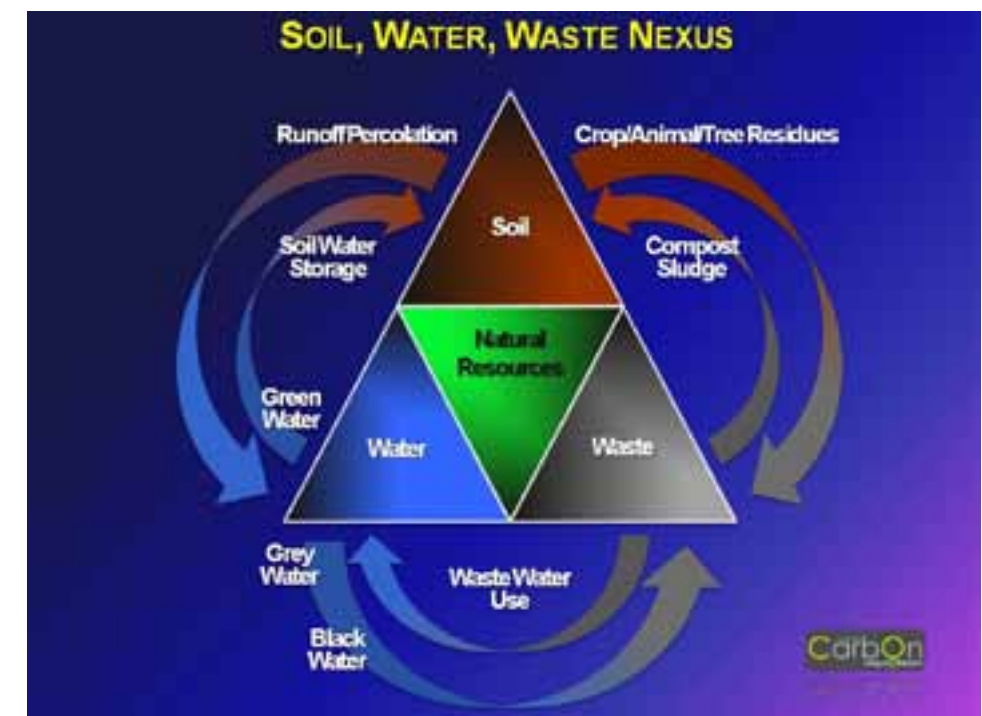 SOIL, WATER, WASTE NEXUS
Runoff Percolation
Crop/Animal/Tree Residues
Soil
Soil Water
Storage
Compost
Sludge
Natural
Resources
Green
Water
Water
Waste
Grey
Water
Waste Water
Use
Black
Water
CarbOn